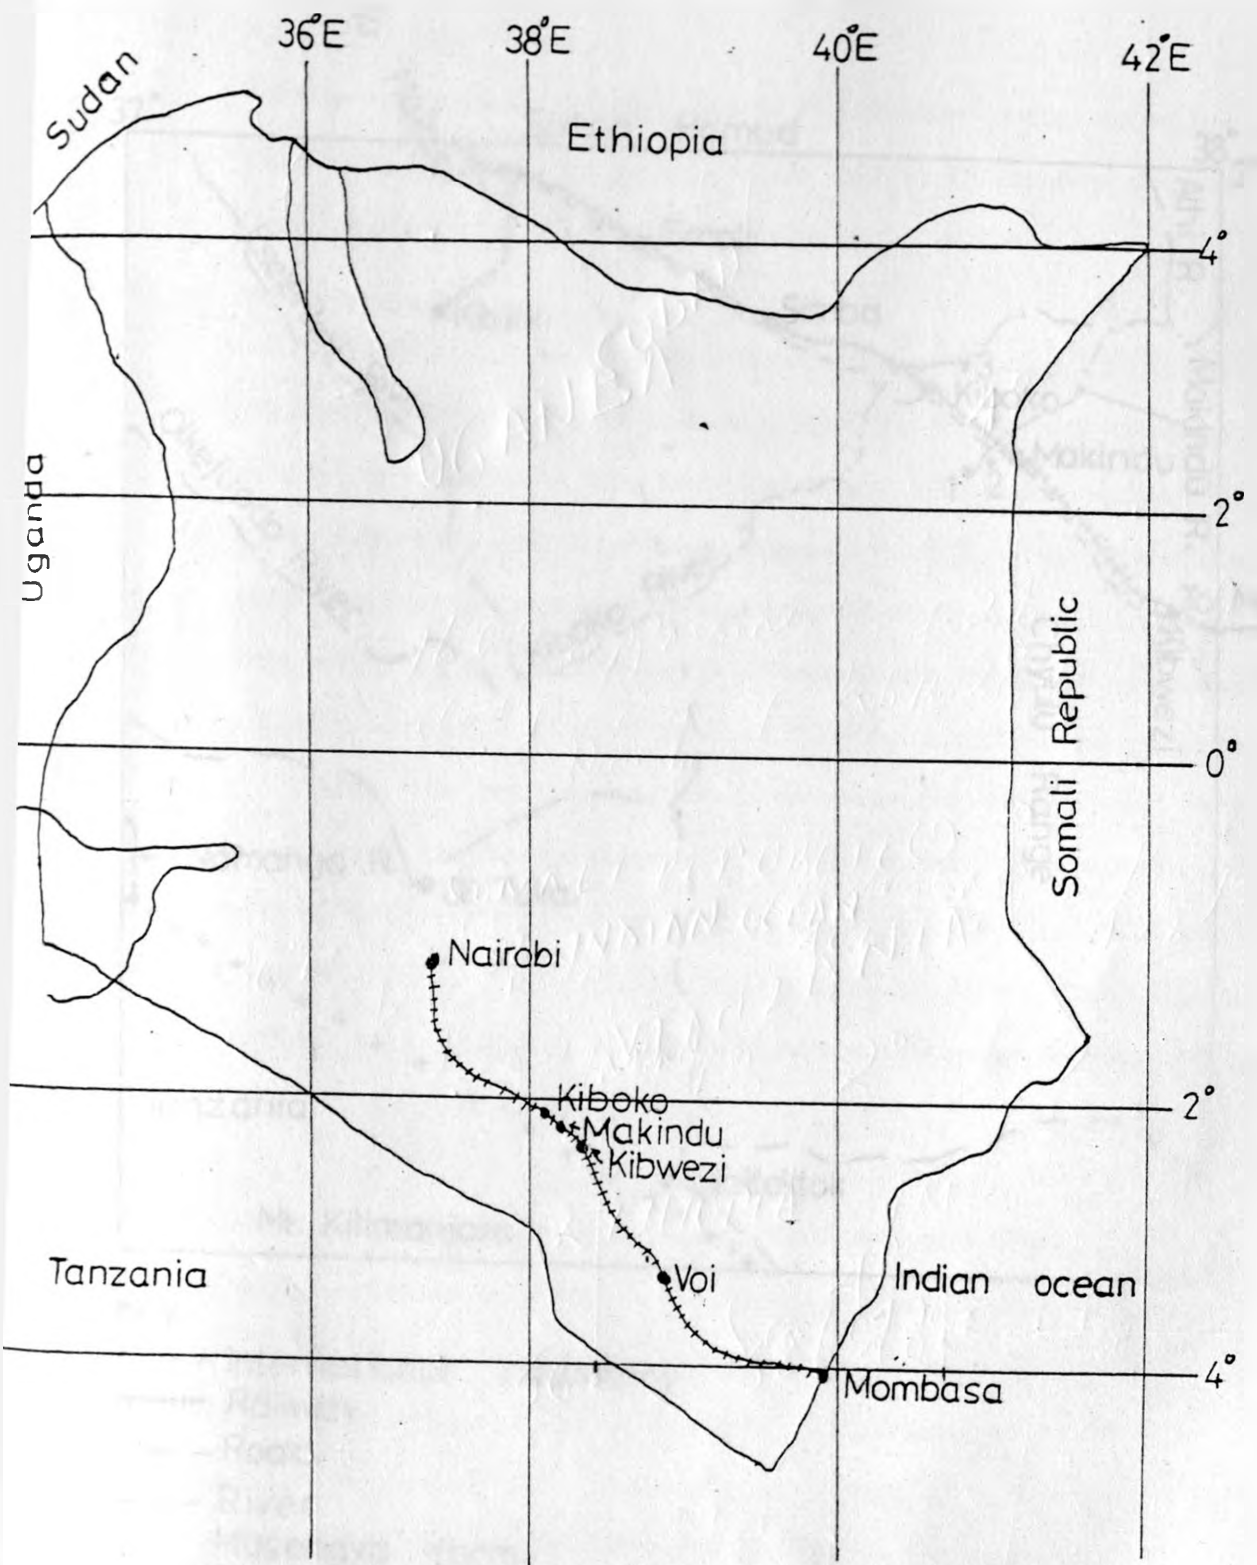 36°E 38°E 40°E 42°E
Sudan
Ethiopia
4°
Uganda
2°
Somali Republic
0°
Nairobi
Kiboko
Makindu
Kibwezi
2°
Tanzania
Voi
Indian ocean
4°
Mombasa